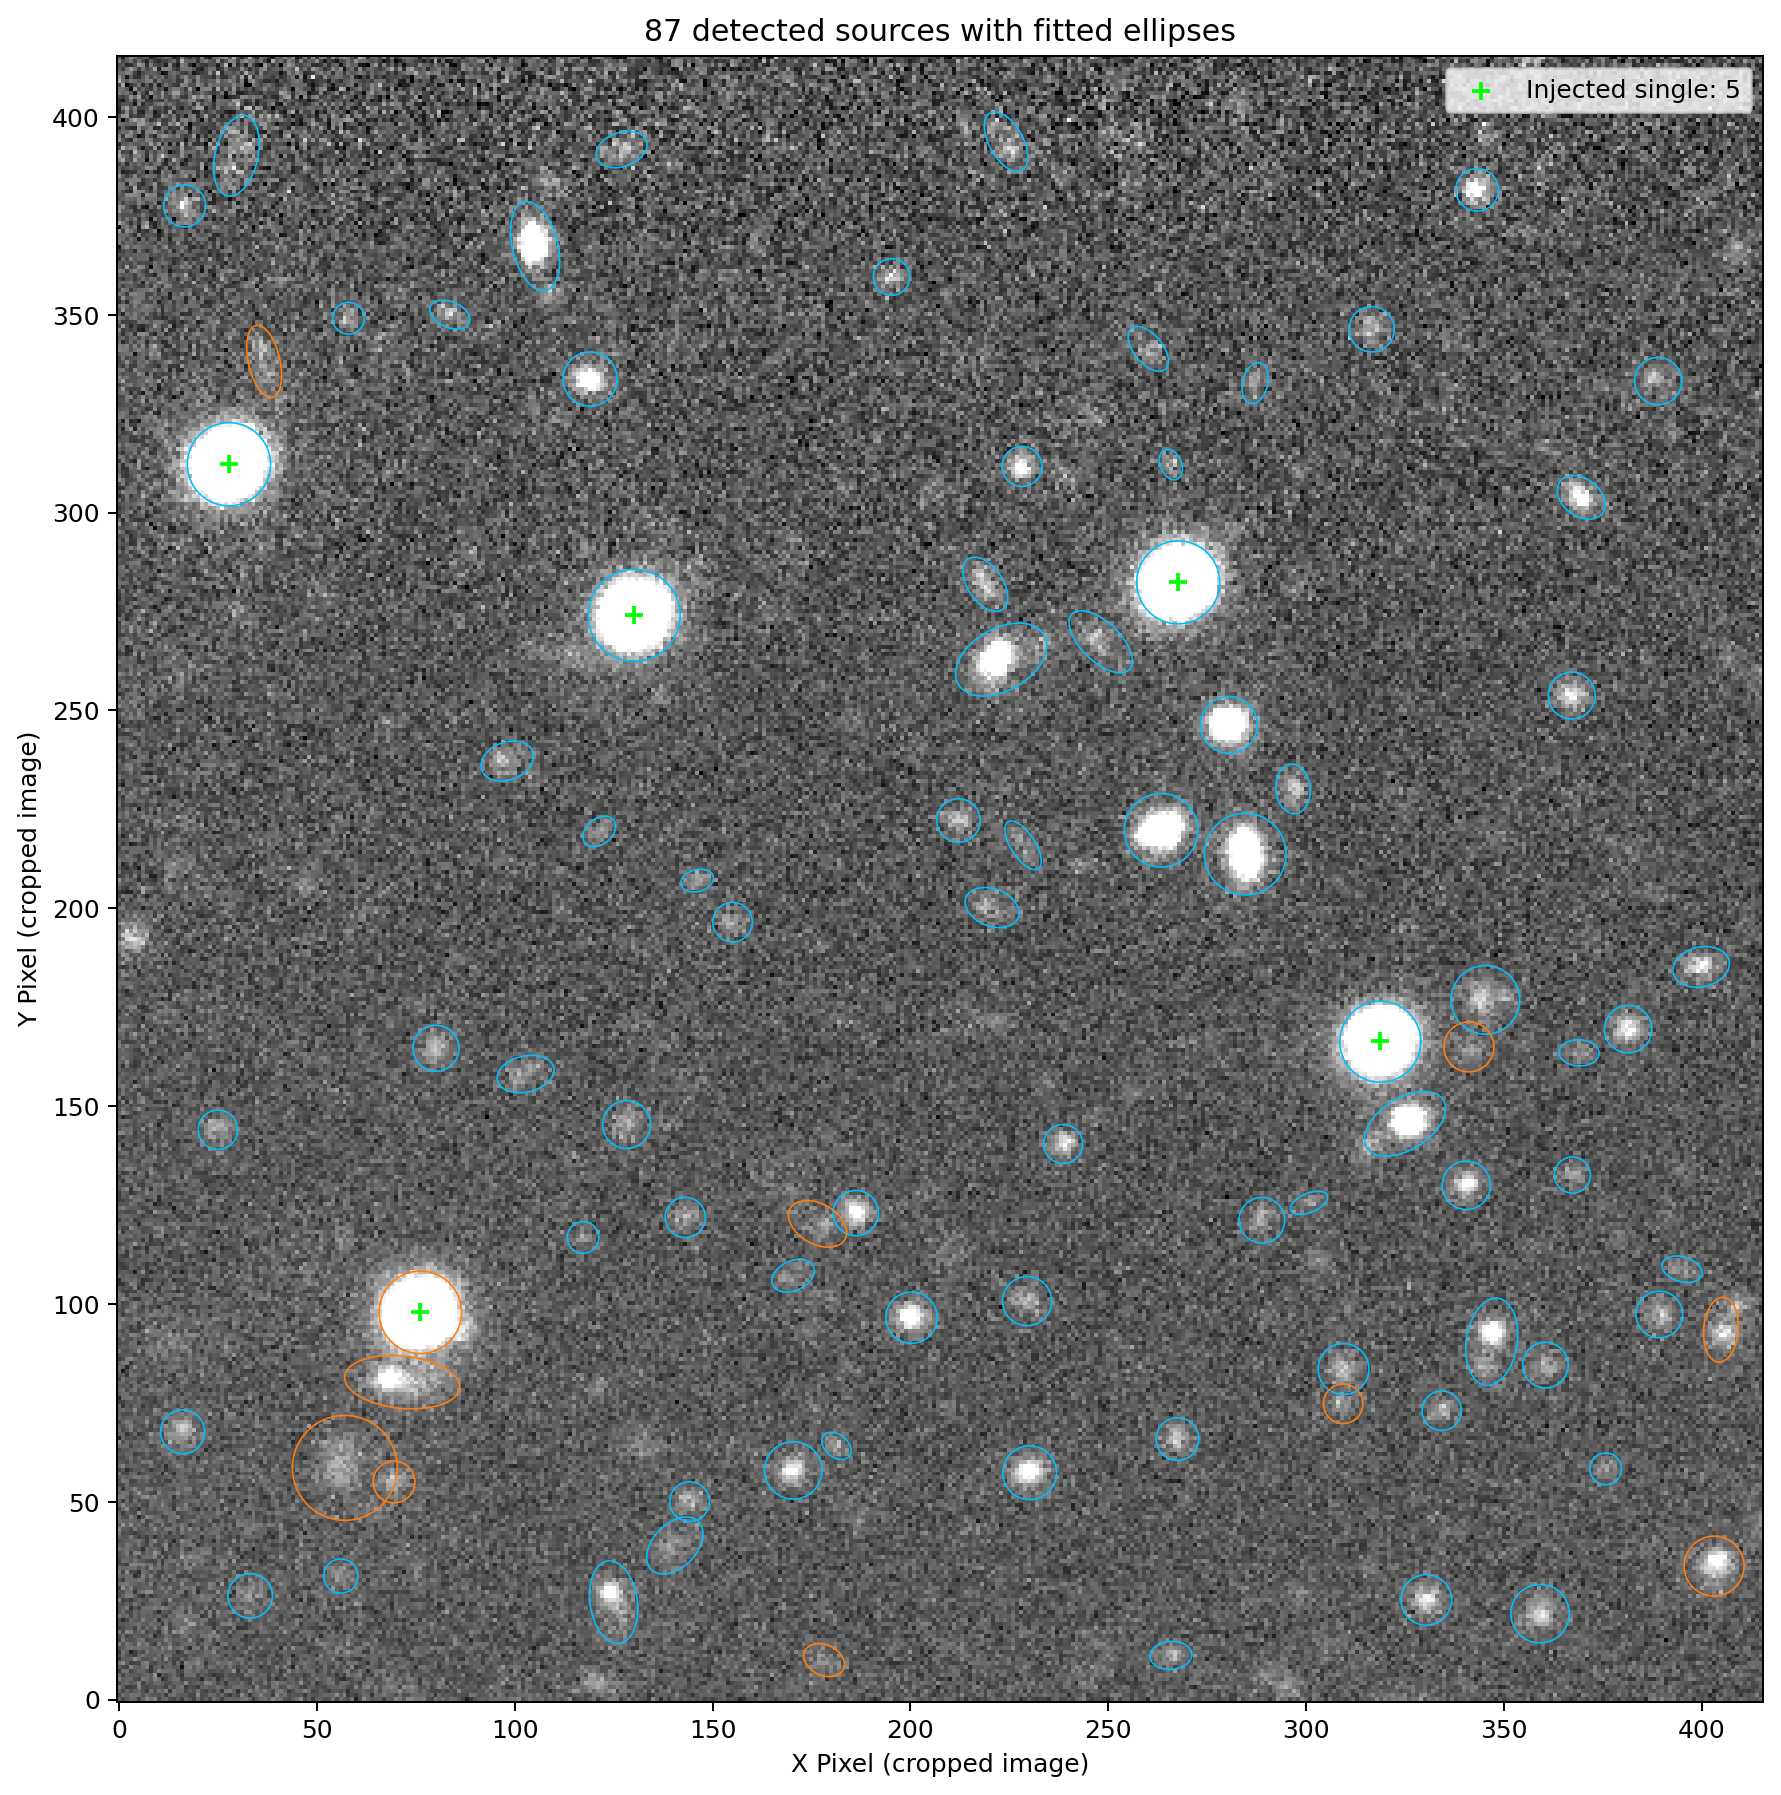 87 detected sources with fitted ellipses
Injected single: 5
Y Pixel (cropped image)
400
350
300
250
200
150
100
50
0
0 50 100 150 200 250 300 350 400
X Pixel (cropped image)